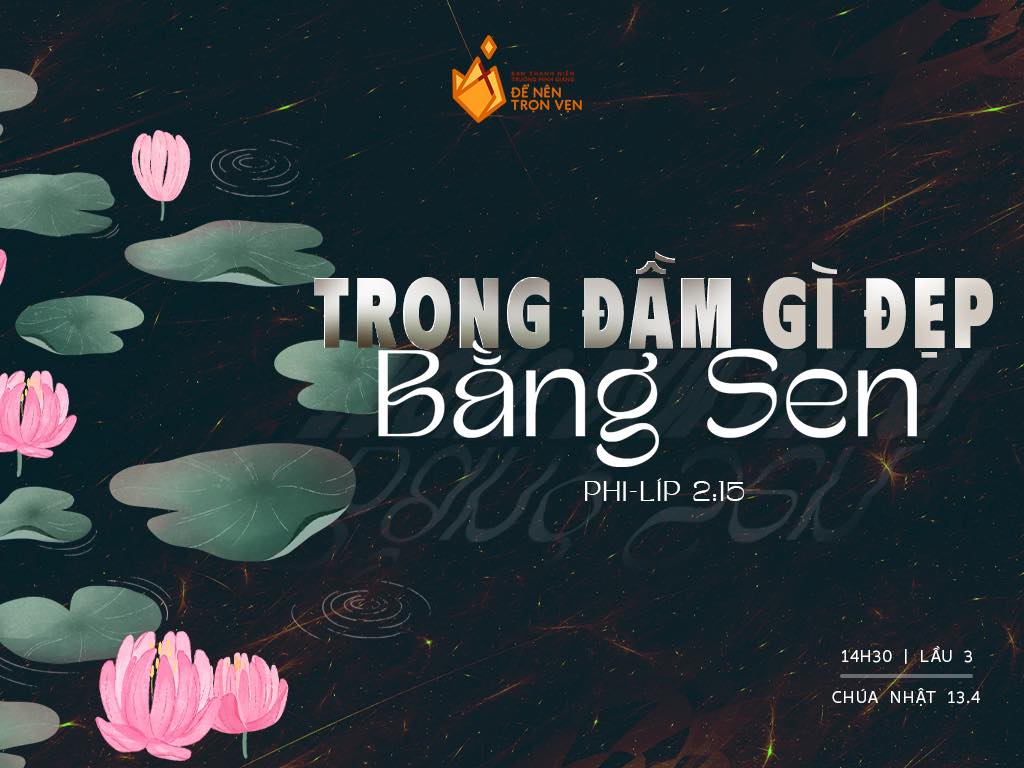 BAN THANH NIÊN
TRƯƠNG MINH GIẢNG
ĐỂ NÊN
TRỌN VẸN
TRONG ĐẦM GÌ ĐẸP
Bằng Sen
PHI-LÍP 2:15
14H30 | LẦU 3
CHÚA NHẬT 13.4